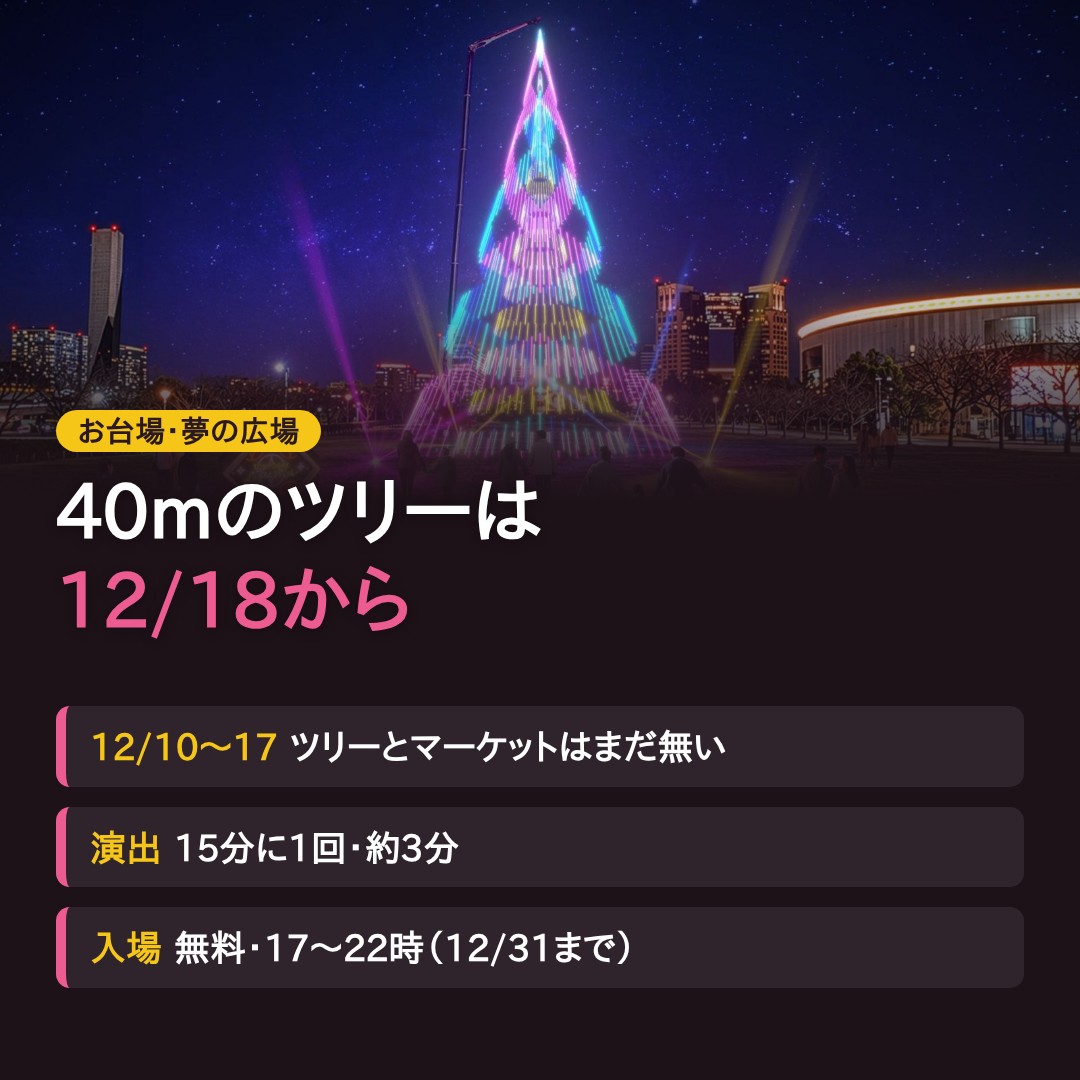 お台場・夢の広場
40mのツリーは
12/18から
12/10〜17 ツリーとマーケットはまだ無い
演出 15分に1回・約3分
入場 無料・17〜22時（12/31まで）